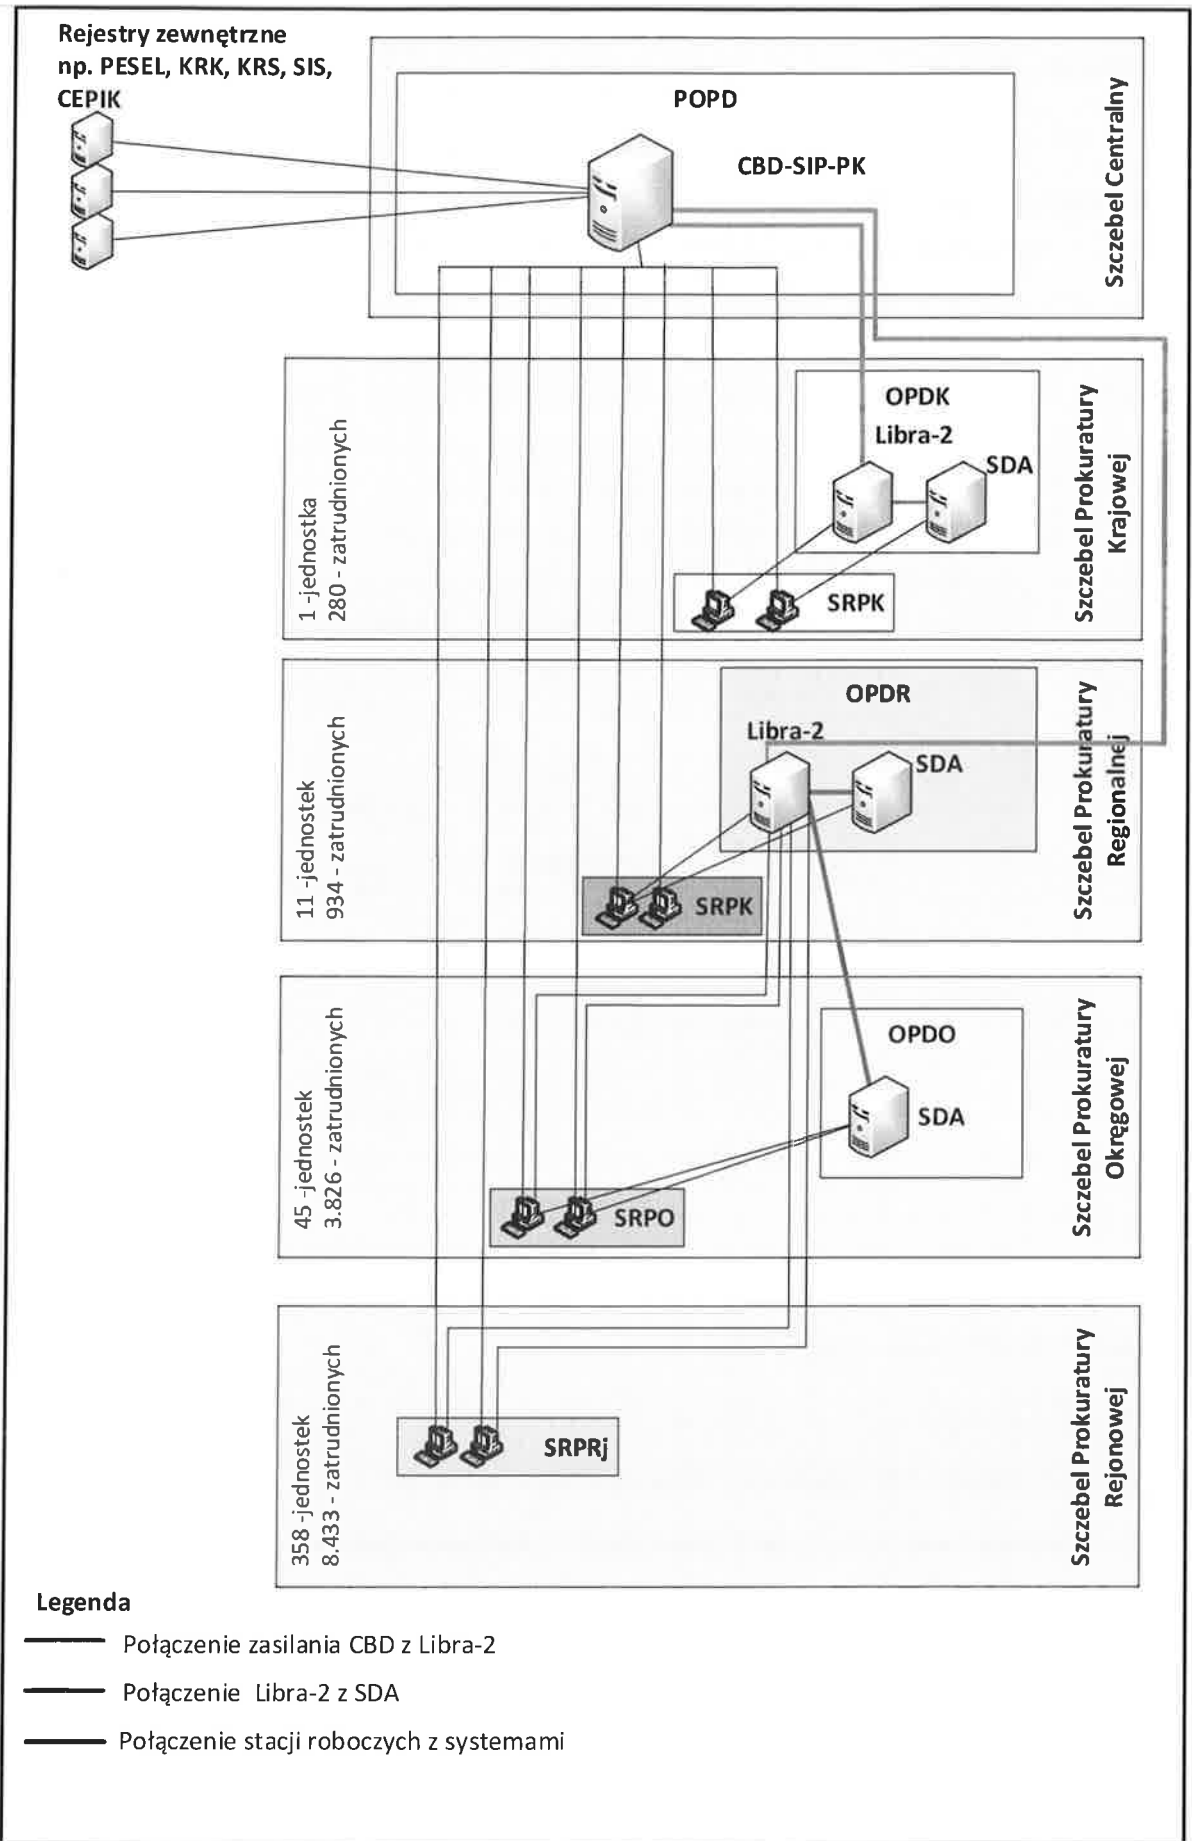 Rejestry zewnętrzne
np. PESEL, KRK, KRS, SIS,
CEPIK
POPD
CBD-SIP-PK
Szczebel Centralny
OPDK
Libra-2
SDA
SRPK
1 -jednostka
280 - zatrudnionych
Szczebel Prokuratury
Krajowej
OPDR
Libra-2
SDA
SRPK
11 -jednostek
934 - zatrudnionych
Szczebel Prokuratury
Regionalnej
OPDO
SDA
SRPO
45 -jednostek
3.826 - zatrudnionych
Szczebel Prokuratury
Okręgowej
SRPRj
358 -jednostek
8.433 - zatrudnionych
Szczebel Prokuratury
Rejonowej
Legenda
Połączenie zasilania CBD z Libra-2
Połączenie Libra-2 z SDA
Połączenie stacji roboczych z systemami